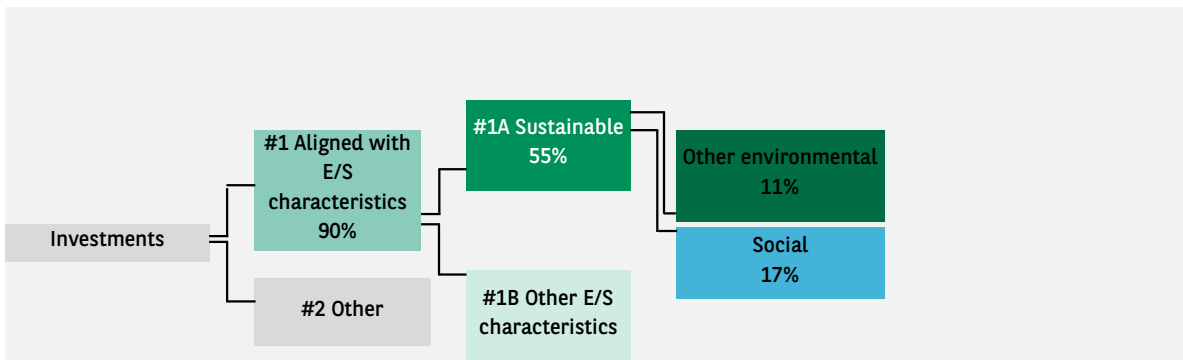 Investments
#1 Aligned with
E/S
characteristics
90%
#2 Other
#1A Sustainable
55%
#1B Other E/S
characteristics
Other environmental
11%
Social
17%